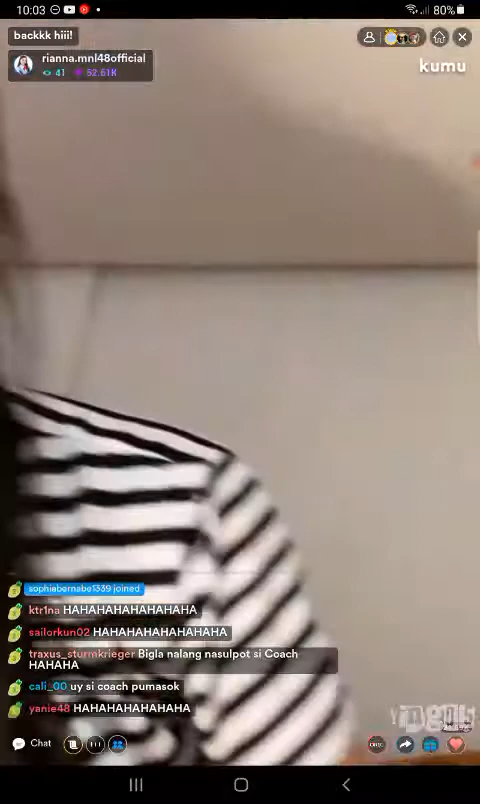 10:03
80%
backkk hiii!
rianna.mnl48official
41 52.61K
kumu
sophiebernabe1339 joined
ktr1na HAHAHAHAHAHAHAHA
sailorkun02 HAHAHAHAHAHAHAHA
traxus_sturmkrieger Bigla nalang nasulpot si Coach
HAHAHA
cali_00 uy si coach pumasok
yanie48 HAHAHAHAHAHAHA
Chat